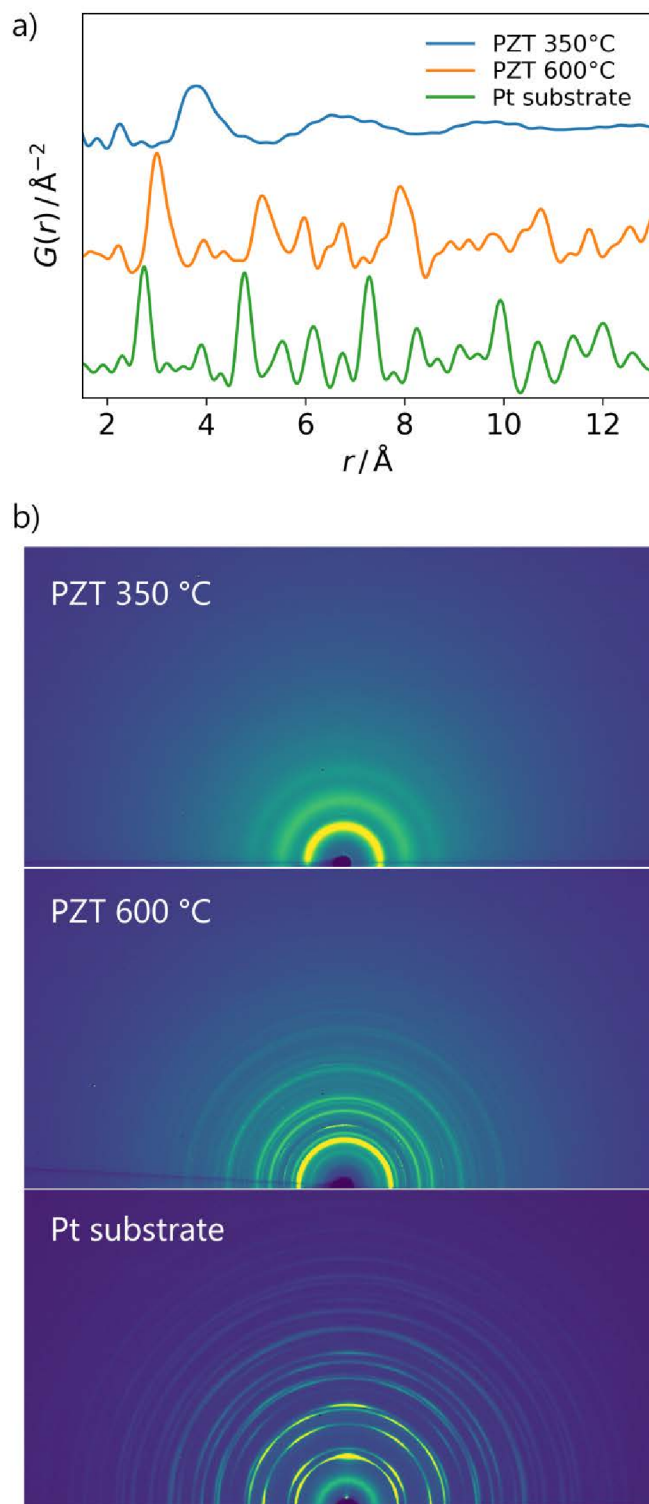 a)
PZT 350°C
PZT 600°C
Pt substrate
G(r) / Å⁻²
2 4 6 8 10 12
r / Å
b)
PZT 350 °C
PZT 600 °C
Pt substrate